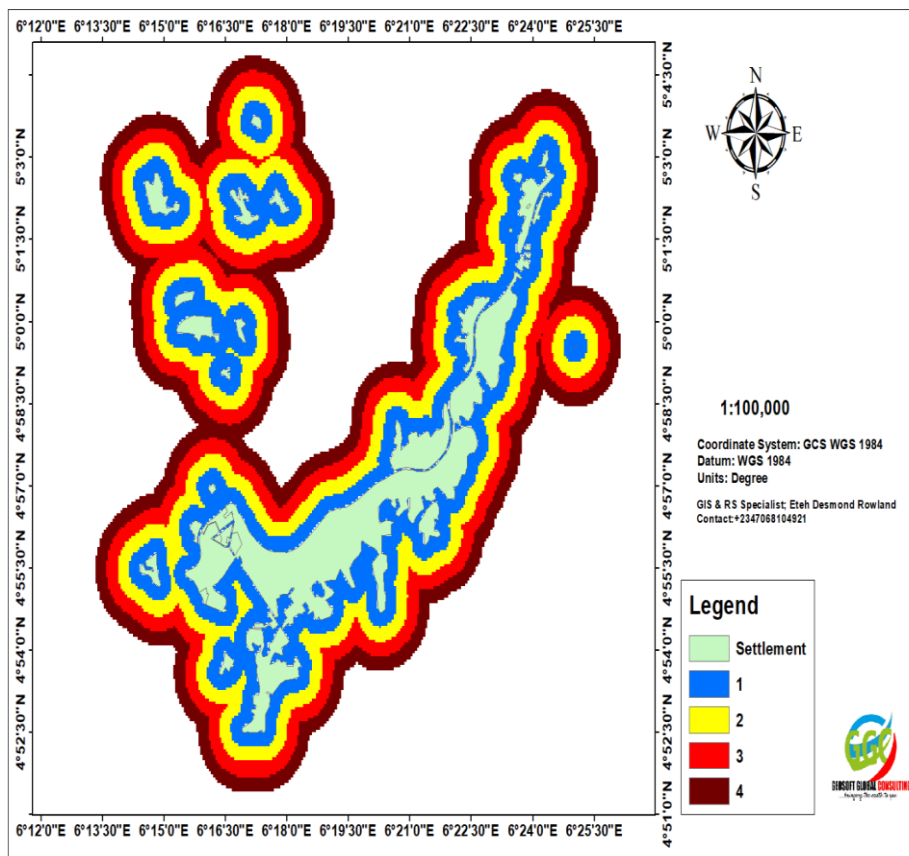 6°12'0"E 6°13'30"E 6°15'0"E 6°16'30"E 6°18'0"E 6°19'30"E 6°21'0"E 6°22'30"E 6°24'0"E 6°25'30"E
5°4'30"N
5°3'30"N
5°1'30"N
5°0'0"N
4°58'30"N
4°57'0"N
4°55'30"N
4°54'0"N
4°52'30"N
4°51'0"N
N
W E
S
1:100,000
Coordinate System: GCS WGS 1984
Datum: WGS 1984
Units: Degree
GIS & RS Specialist; Eteh Desmond Rowland
Contact:+2347068104921
Legend
Settlement
1
2
3
4
GGC
GEOSOFT GLOBAL CONSULTING
6°12'0"E 6°13'30"E 6°15'0"E 6°16'30"E 6°18'0"E 6°19'30"E 6°21'0"E 6°22'30"E 6°24'0"E 6°25'30"E